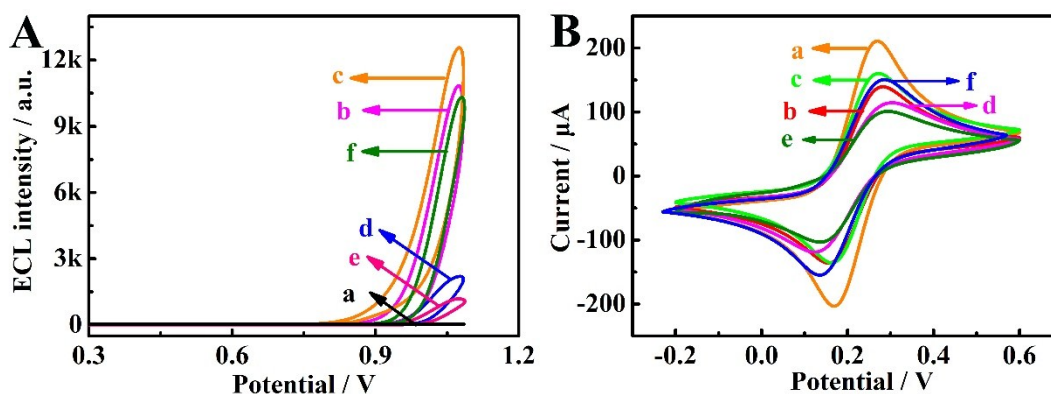 A
ECL intensity / a.u.
12k
9k
6k
3k
0
c
b
f
d
e
a
0.3
0.6
0.9
1.2
Potential / V
B
Current / µA
200
100
0
-100
-200
a
c
f
b
d
e
-0.2
0.0
0.2
0.4
0.6
Potential / V